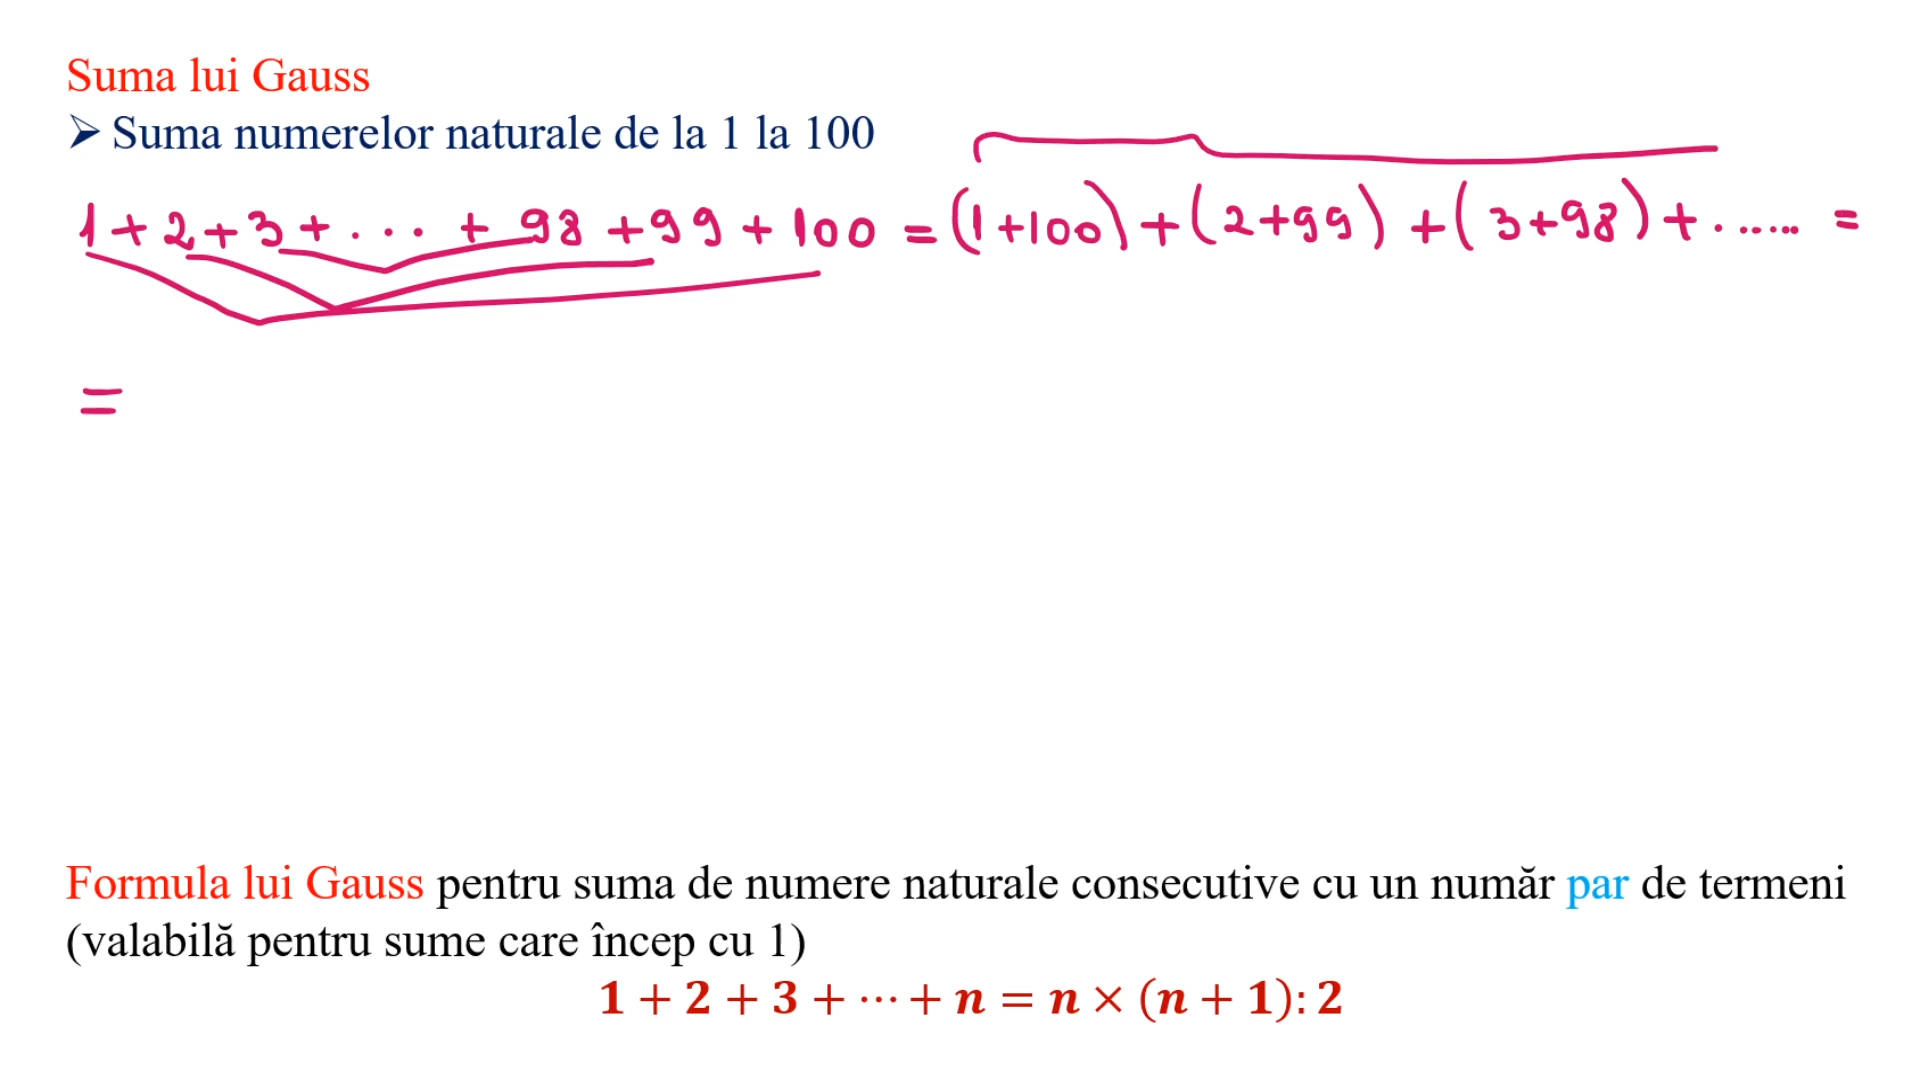 Suma lui Gauss
➢ Suma numerelor naturale de la 1 la 100
1+2+3+...+98+99+100=(1+100)+(2+99)+(3+98)+......=
=
Formula lui Gauss pentru suma de numere naturale consecutive cu un număr par de termeni
(valabilă pentru sume care încep cu 1)
1 + 2 + 3 + ⋯ + n = n × (n + 1): 2